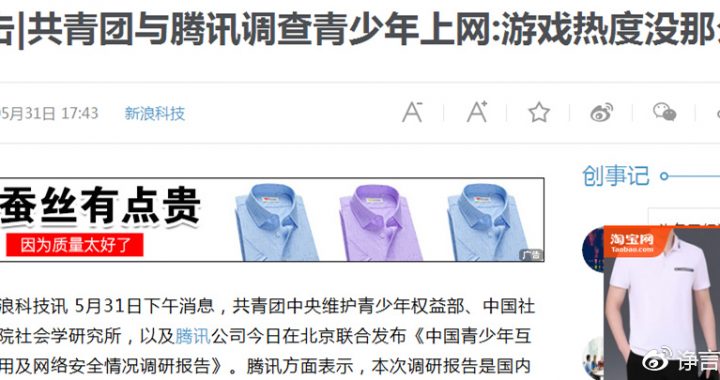 击|共青团与腾讯调查青少年上网:游戏热度没那
5月31日 17:43
新浪科技
A-
A+
创事记
蚕丝有点贵
因为质量太好了
广告
淘宝网
浪科技讯 5月31日下午消息，共青团中央维护青少年权益部、中国社
院社会学研究所，以及腾讯公司今日在北京联合发布《中国青少年互
用及网络安全情况调研报告》。腾讯方面表示，本次调研报告是国内
诤言